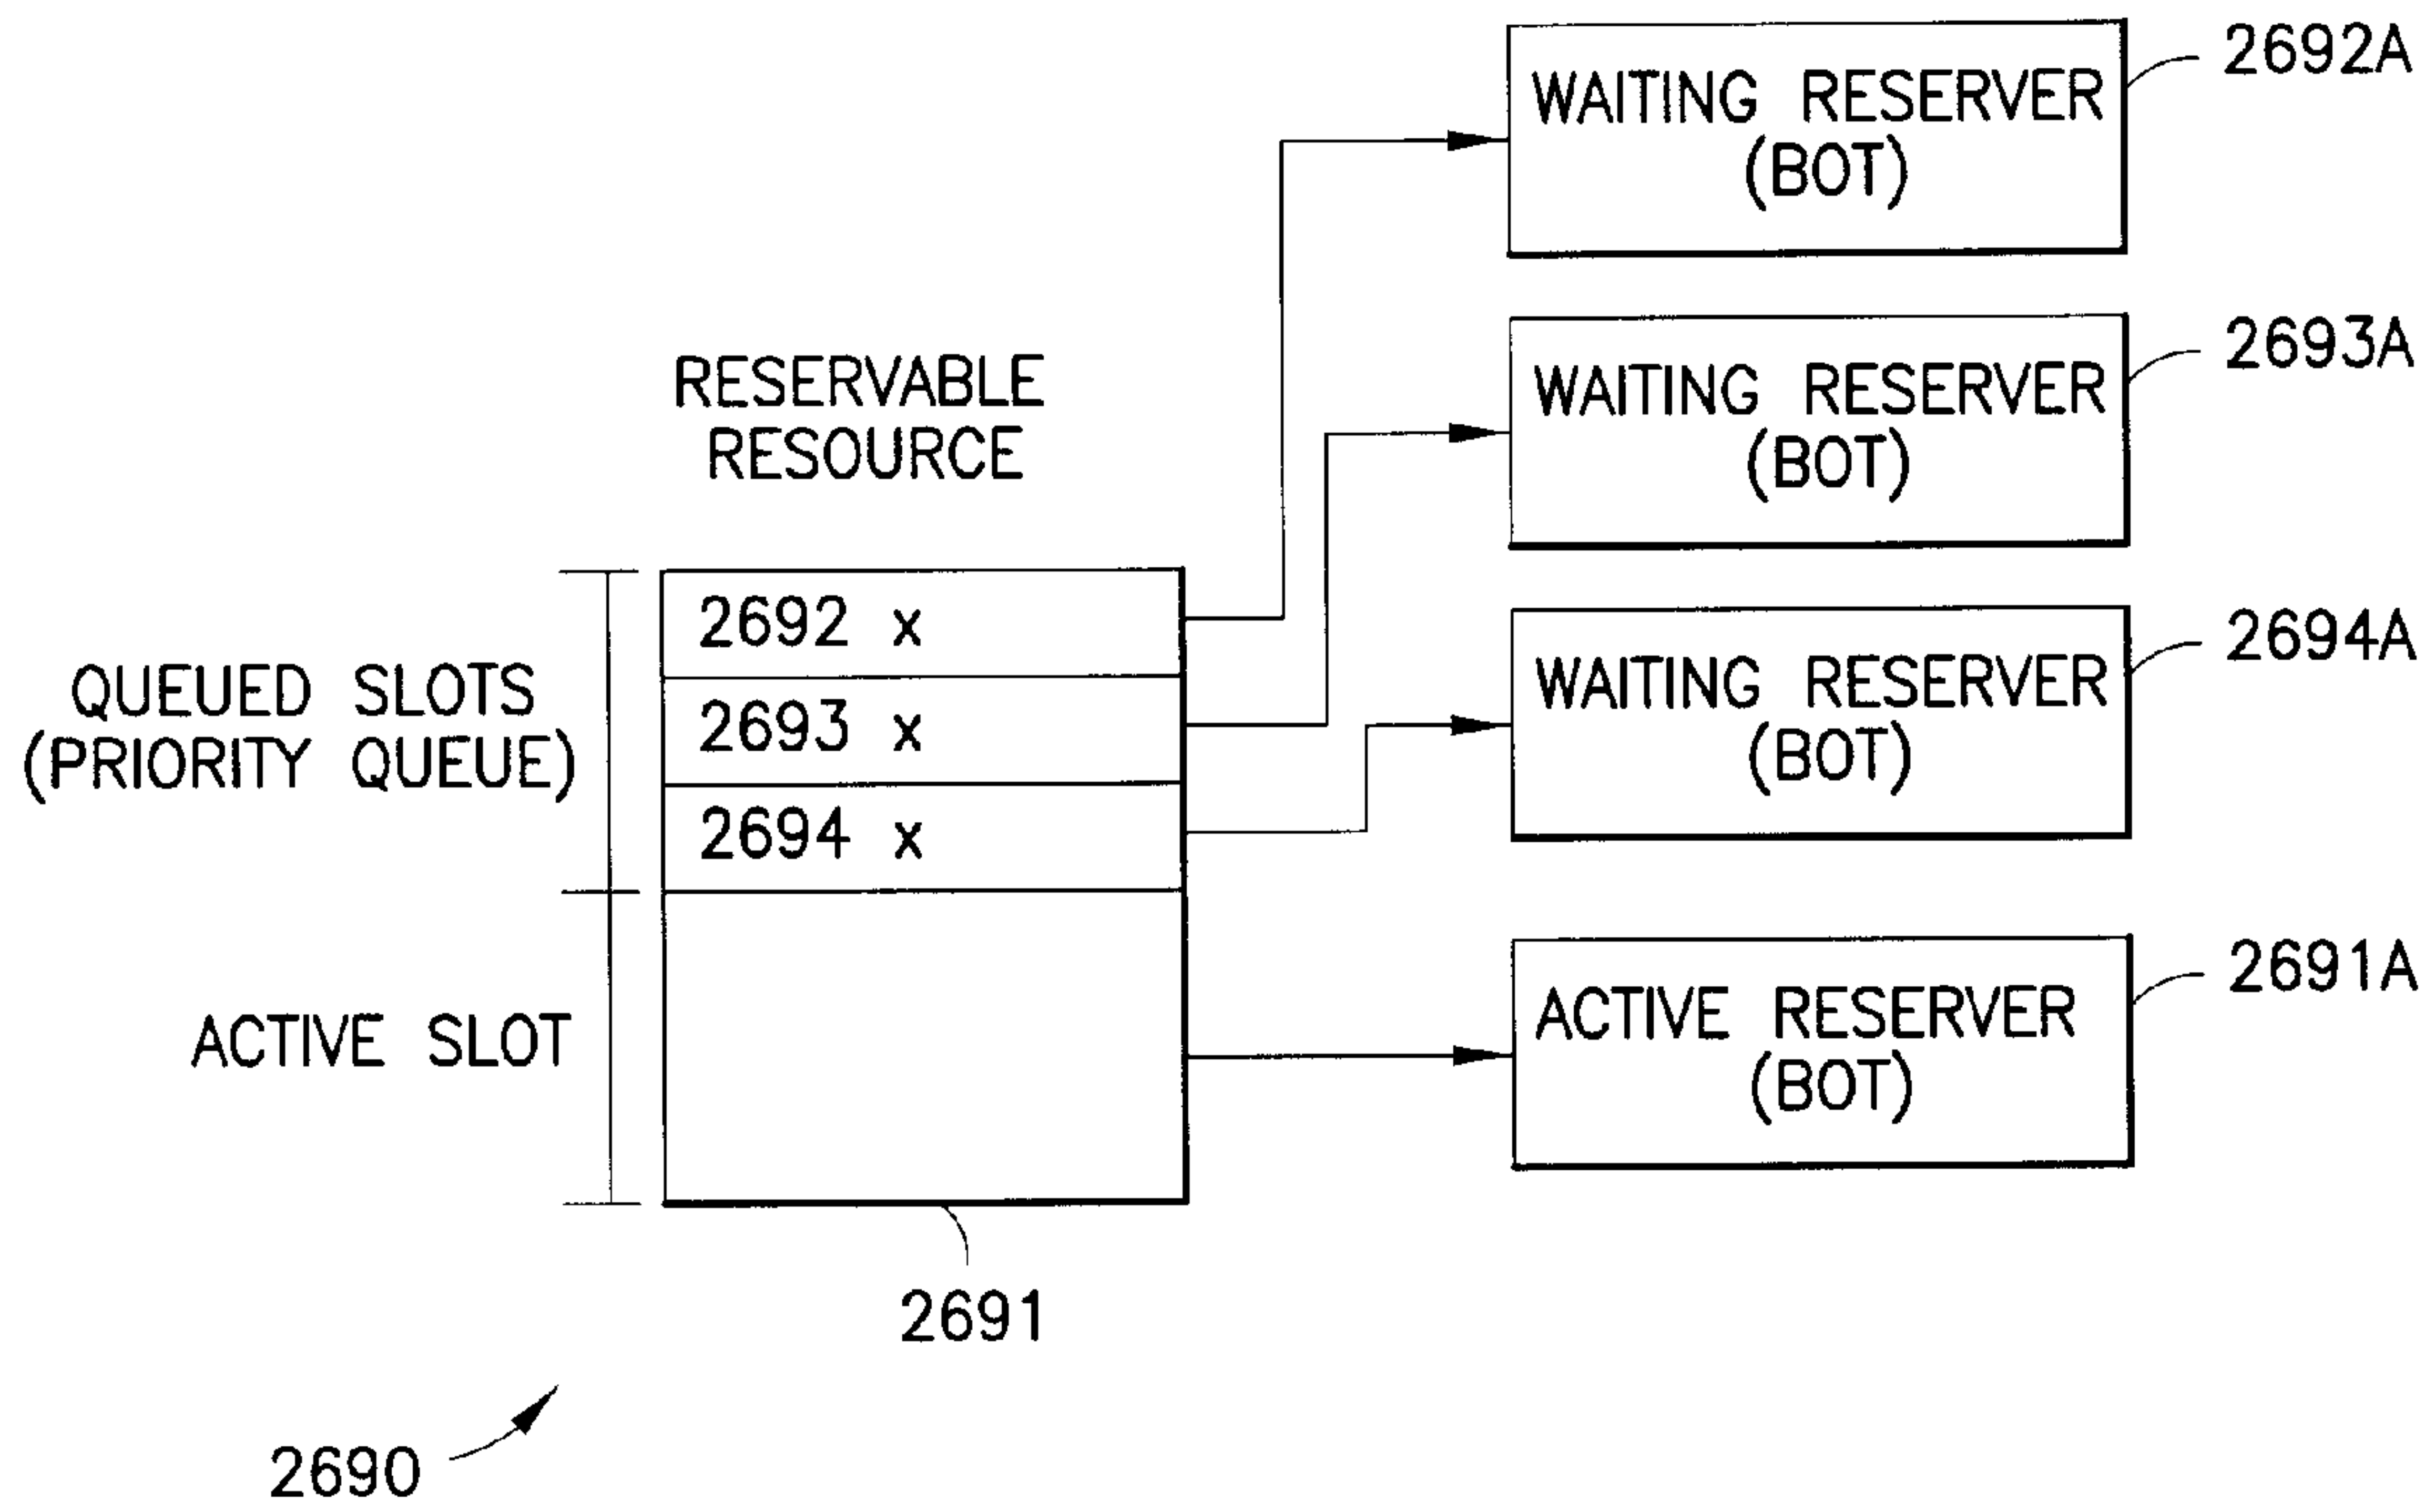 WAITING RESERVER
(BOT)
2692A
WAITING RESERVER
(BOT)
2693A
RESERVABLE
RESOURCE
2692 x
2693 x
2694 x
QUEUED SLOTS
(PRIORITY QUEUE)
WAITING RESERVER
(BOT)
2694A
ACTIVE SLOT
ACTIVE RESERVER
(BOT)
2691A
2691
2690